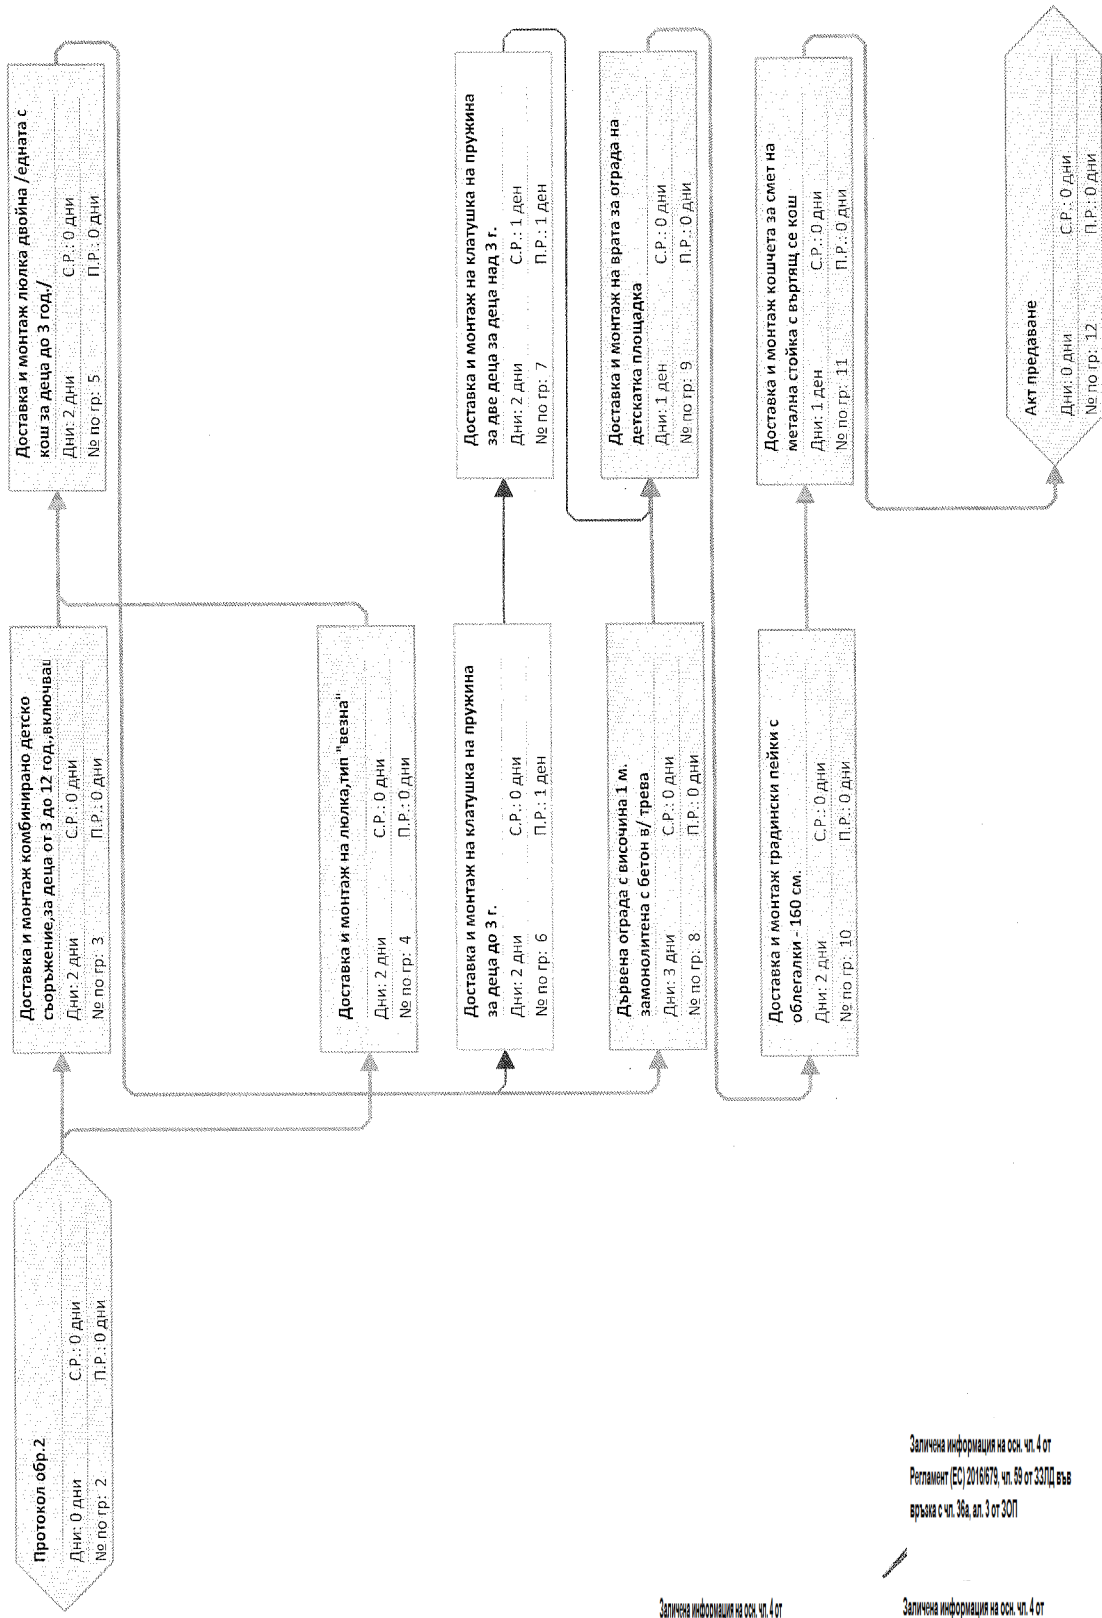 Протокол обр.2
Дни: 0 дни С.Р.: 0 дни
№ по гр: 2 П.Р.: 0 дни
Доставка и монтаж комбинирано детско
съоръжение,за деца от 3 до 12 год.,включващ
Дни: 2 дни С.Р.: 0 дни
№ по гр: 3 П.Р.: 0 дни
Доставка и монтаж люлка двойна /едната с
кош за деца до 3 год./
Дни: 2 дни С.Р.: 0 дни
№ по гр: 5 П.Р.: 0 дни
Доставка и монтаж на люлка,тип "везна"
Дни: 2 дни С.Р.: 0 дни
№ по гр: 4 П.Р.: 0 дни
Доставка и монтаж на клатушка на пружина
за деца до 3 г.
Дни: 2 дни С.Р.: 0 дни
№ по гр: 6 П.Р.: 1 ден
Доставка и монтаж на клатушка на пружина
за две деца за деца над 3 г.
Дни: 2 дни С.Р.: 1 ден
№ по гр: 7 П.Р.: 1 ден
Дървена ограда с височина 1 м.
замонолитена с бетон в/ трева
Дни: 3 дни С.Р.: 0 дни
№ по гр: 8 П.Р.: 0 дни
Доставка и монтаж на врата за ограда на
детскатка площадка
Дни: 1 ден С.Р.: 0 дни
№ по гр: 9 П.Р.: 0 дни
Доставка и монтаж градински пейки с
облегалки - 160 см.
Дни: 2 дни С.Р.: 0 дни
№ по гр: 10 П.Р.: 0 дни
Доставка и монтаж кошчета за смет на
метална стойка с въртящ се кош
Дни: 1 ден С.Р.: 0 дни
№ по гр: 11 П.Р.: 0 дни
Акт предаване
Дни: 0 дни С.Р.: 0 дни
№ по гр: 12 П.Р.: 0 дни
Заличена информация на осн. чл. 4 от
Регламент (ЕС) 2016/679, чл. 59 от ЗЗЛД във
връзка с чл. 36а, ал. 3 от ЗОП
Заличена информация на осн. чл. 4 от
Заличена информация на осн. чл. 4 от